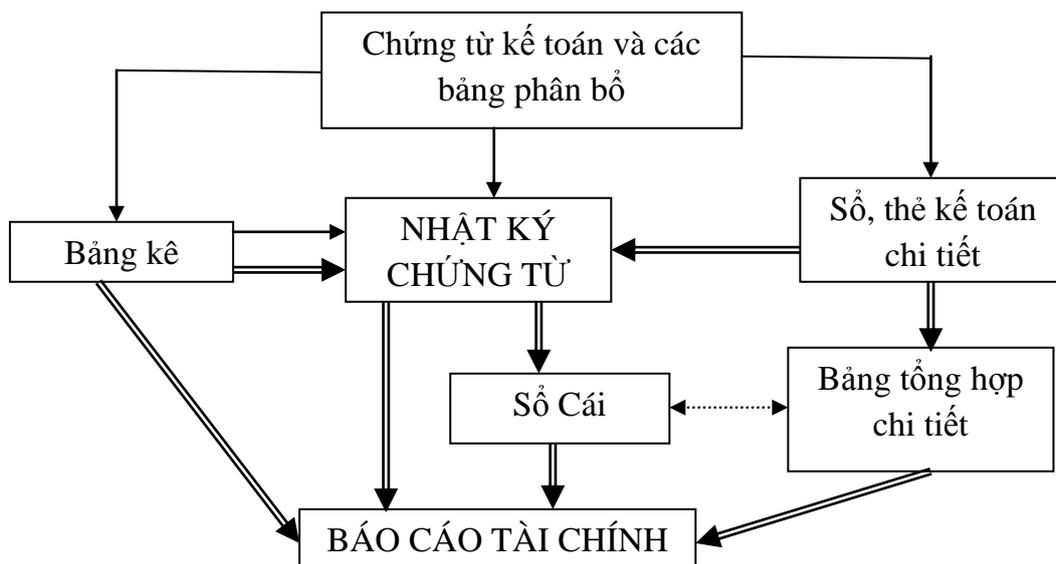 Chứng từ kế toán và các
bảng phân bổ
Bảng kê
NHẬT KÝ
CHỨNG TỪ
Sổ, thẻ kế toán
chi tiết
Sổ Cái
Bảng tổng hợp
chi tiết
BÁO CÁO TÀI CHÍNH